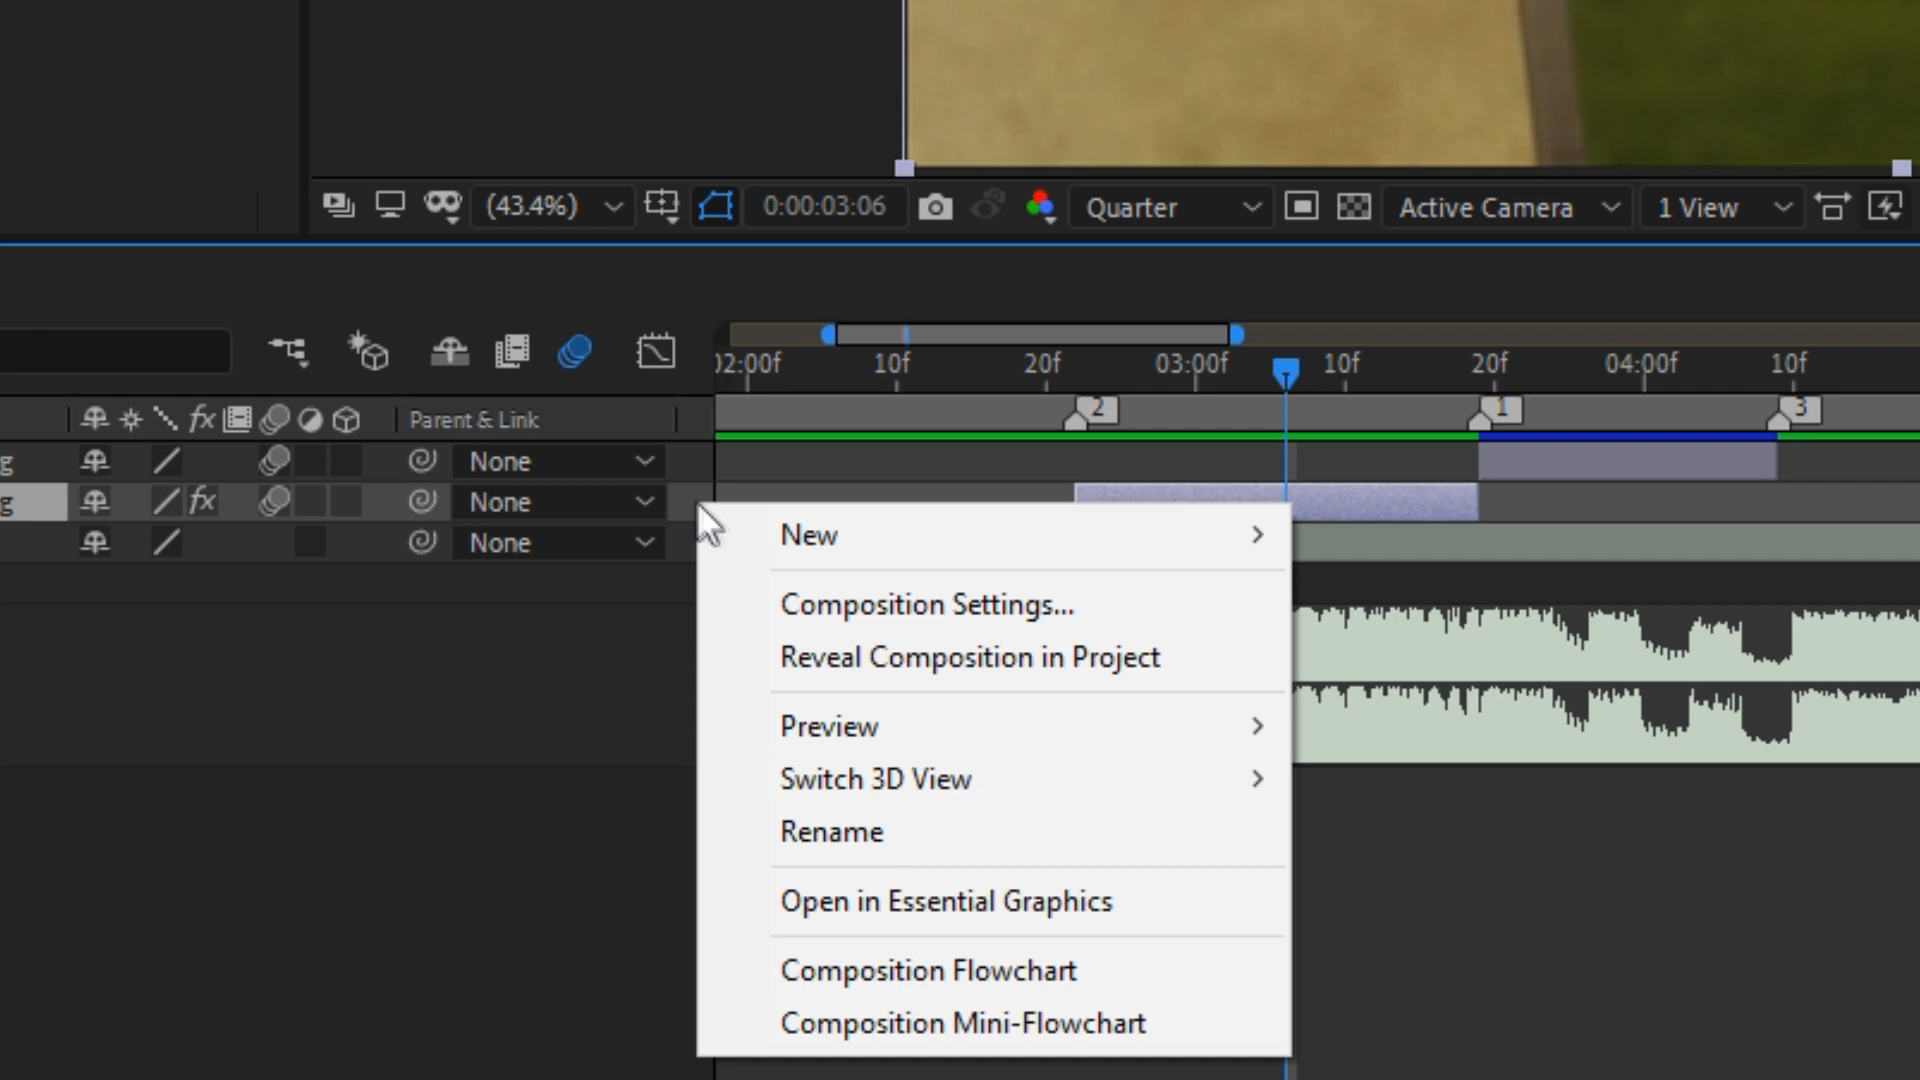 (43.4%) 0:00:03:06 Quarter Active Camera 1 View
02:00f 10f 20f 03:00f 10f 20f 04:00f 10f
fx Parent & Link 2 1 3
g None
g fx None
None
New
Composition Settings...
Reveal Composition in Project
Preview
Switch 3D View
Rename
Open in Essential Graphics
Composition Flowchart
Composition Mini-Flowchart